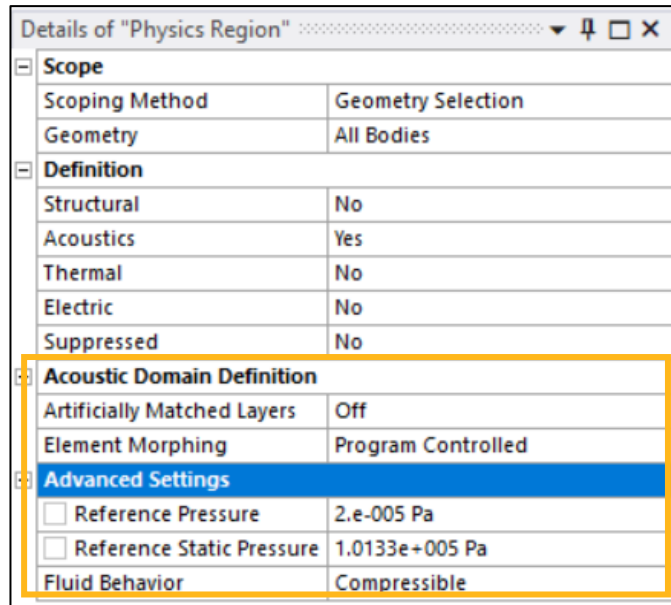 Details of "Physics Region"
Scope
Scoping Method Geometry Selection
Geometry All Bodies
Definition
Structural No
Acoustics Yes
Thermal No
Electric No
Suppressed No
Acoustic Domain Definition
Artificially Matched Layers Off
Element Morphing Program Controlled
Advanced Settings
Reference Pressure 2.e-005 Pa
Reference Static Pressure 1.0133e+005 Pa
Fluid Behavior Compressible